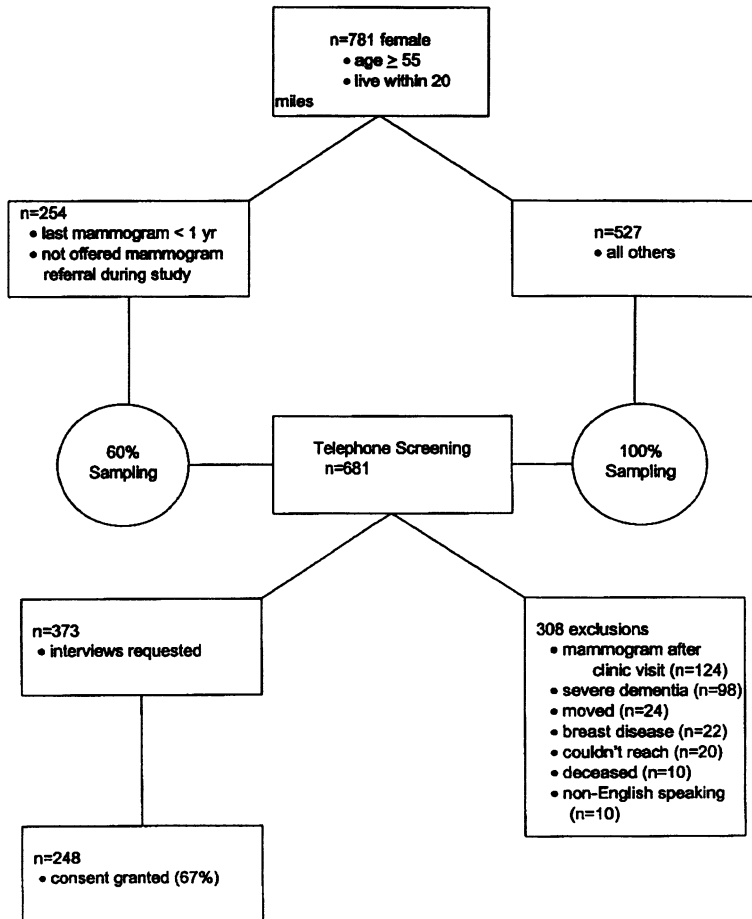 n=781 female
• age ≥ 55
• live within 20
miles
n=254
• last mammogram < 1 yr
• not offered mammogram
referral during study
n=527
• all others
60%
Sampling
Telephone Screening
n=681
100%
Sampling
n=373
• interviews requested
308 exclusions
• mammogram after
clinic visit (n=124)
• severe dementia (n=98)
• moved (n=24)
• breast disease (n=22)
• couldn't reach (n=20)
• deceased (n=10)
• non-English speaking
(n=10)
n=248
• consent granted (67%)